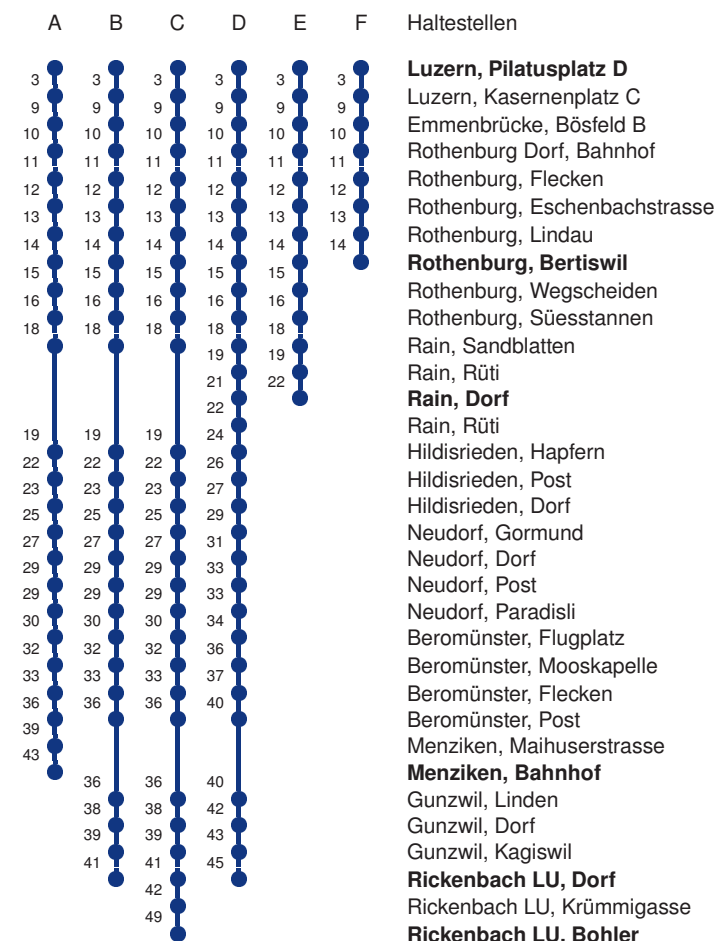 A B C D E F Haltestellen
Luzern, Pilatusplatz D
3 3 3 3 3 3
Luzern, Kasernenplatz C
9 9 9 9 9 9
Emmenbrücke, Bösfeld B
10 10 10 10 10 10
Rothenburg Dorf, Bahnhof
11 11 11 11 11 11
Rothenburg, Flecken
12 12 12 12 12 12
Rothenburg, Eschenbachstrasse
13 13 13 13 13 13
Rothenburg, Lindau
14 14 14 14 14 14
Rothenburg, Bertiswil
15 15 15 15 15
Rothenburg, Wegscheiden
16 16 16 16 16
Rothenburg, Süesstannen
18 18 18 18 18
Rain, Sandblatten
19 19
Rain, Rüti
21 22
Rain, Dorf
22
Rain, Rüti
19 19 19 24
Hildisrieden, Hapfern
22 22 22 26
Hildisrieden, Post
23 23 23 27
Hildisrieden, Dorf
25 25 25 29
Neudorf, Gormund
27 27 27 31
Neudorf, Dorf
29 29 29 33
Neudorf, Post
29 29 29 33
Neudorf, Paradisli
30 30 30 34
Beromünster, Flugplatz
32 32 32 36
Beromünster, Mooskapelle
33 33 33 37
Beromünster, Flecken
36 36 36 40
Beromünster, Post
39
Menziken, Maihuserstrasse
43
Menziken, Bahnhof
36 36 40
Gunzwil, Linden
38 38 42
Gunzwil, Dorf
39 39 43
Gunzwil, Kagiswil
41 41 45
Rickenbach LU, Dorf
42
Rickenbach LU, Krümmigasse
49
Rickenbach LU, Bohler